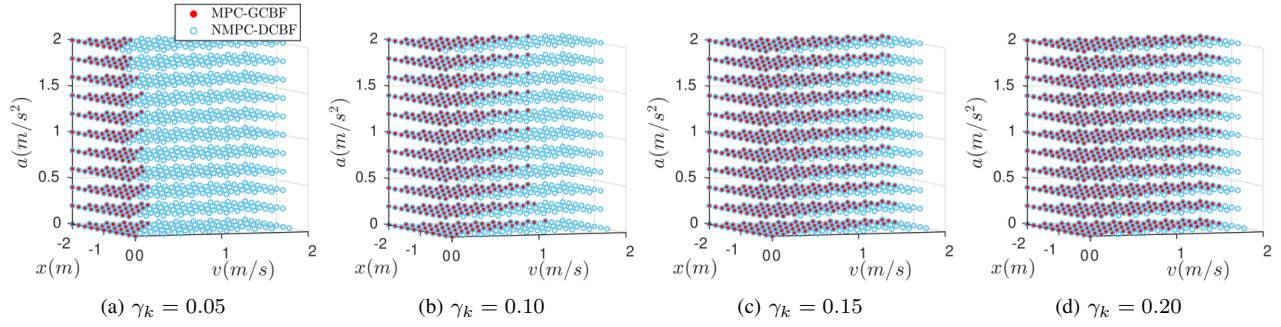 MPC-GCBF
NMPC-DCBF
2
1.5
1
0.5
0
a(m/s²)
-2
-1
0
0
1
2
x(m)
v(m/s)
(a) γₖ = 0.05
2
1.5
1
0.5
0
a(m/s²)
-2
-1
0
0
1
2
x(m)
v(m/s)
(b) γₖ = 0.10
2
1.5
1
0.5
0
a(m/s²)
-2
-1
0
0
1
2
x(m)
v(m/s)
(c) γₖ = 0.15
2
1.5
1
0.5
0
a(m/s²)
-2
-1
0
0
1
2
x(m)
v(m/s)
(d) γₖ = 0.20